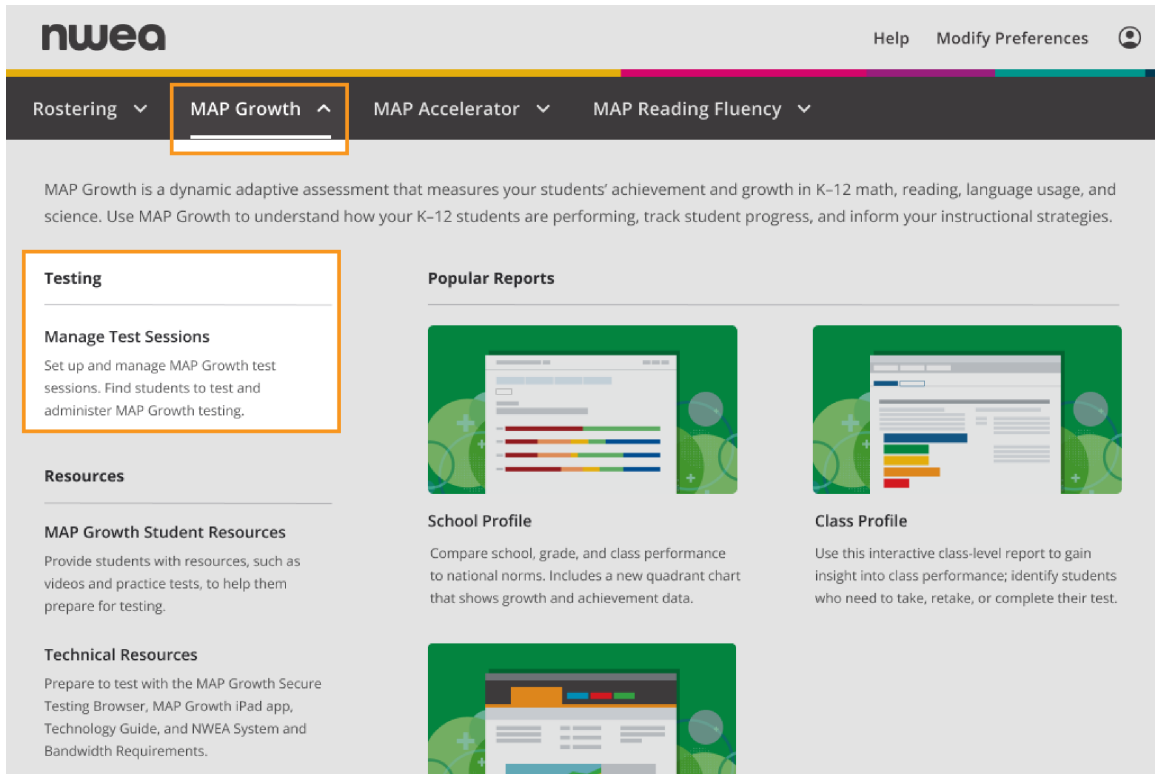 nwea
Help Modify Preferences
Rostering MAP Growth MAP Accelerator MAP Reading Fluency
MAP Growth is a dynamic adaptive assessment that measures your students’ achievement and growth in K–12 math, reading, language usage, and
science. Use MAP Growth to understand how your K–12 students are performing, track student progress, and inform your instructional strategies.
Testing
Manage Test Sessions
Set up and manage MAP Growth test
sessions. Find students to test and
administer MAP Growth testing.
Resources
MAP Growth Student Resources
Provide students with resources, such as
videos and practice tests, to help them
prepare for testing.
Technical Resources
Prepare to test with the MAP Growth Secure
Testing Browser, MAP Growth iPad app,
Technology Guide, and NWEA System and
Bandwidth Requirements.
Popular Reports
School Profile
Compare school, grade, and class performance
to national norms. Includes a new quadrant chart
that shows growth and achievement data.
Class Profile
Use this interactive class-level report to gain
insight into class performance; identify students
who need to take, retake, or complete their test.